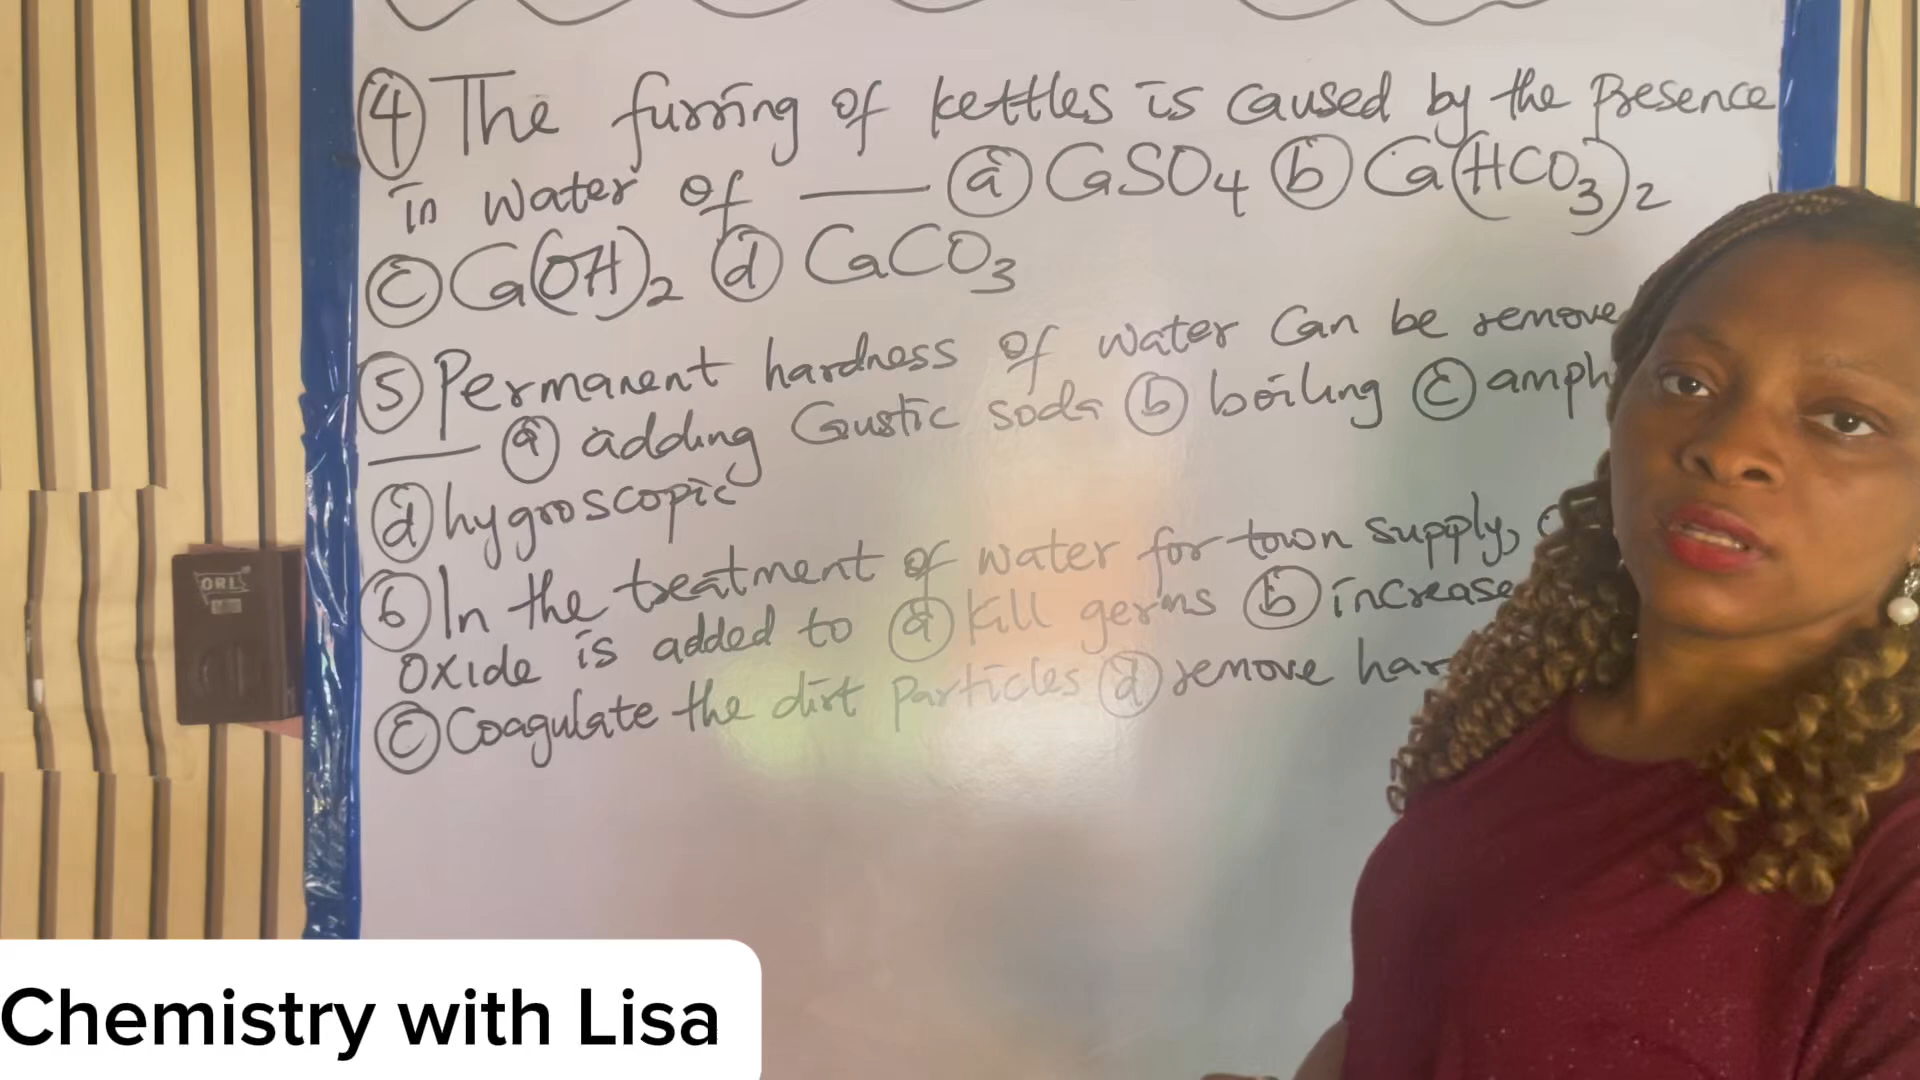 ④ The furring of kettles is caused by the presence
in water of ___ ⓐ CaSO4 ⓑ Ca(HCO3)2
ⓒ Ca(OH)2 ⓓ CaCO3
⑤ Permanent hardness of water can be remove
___ ⓐ adding Caustic soda ⓑ boiling ⓒ amph
ⓓ hygroscopic
⑥ In the treatment of water for town supply,
oxide is added to ⓐ kill germs ⓑ increase
ⓒ Coagulate the dirt particles ⓓ remove har
ORL
Chemistry with Lisa